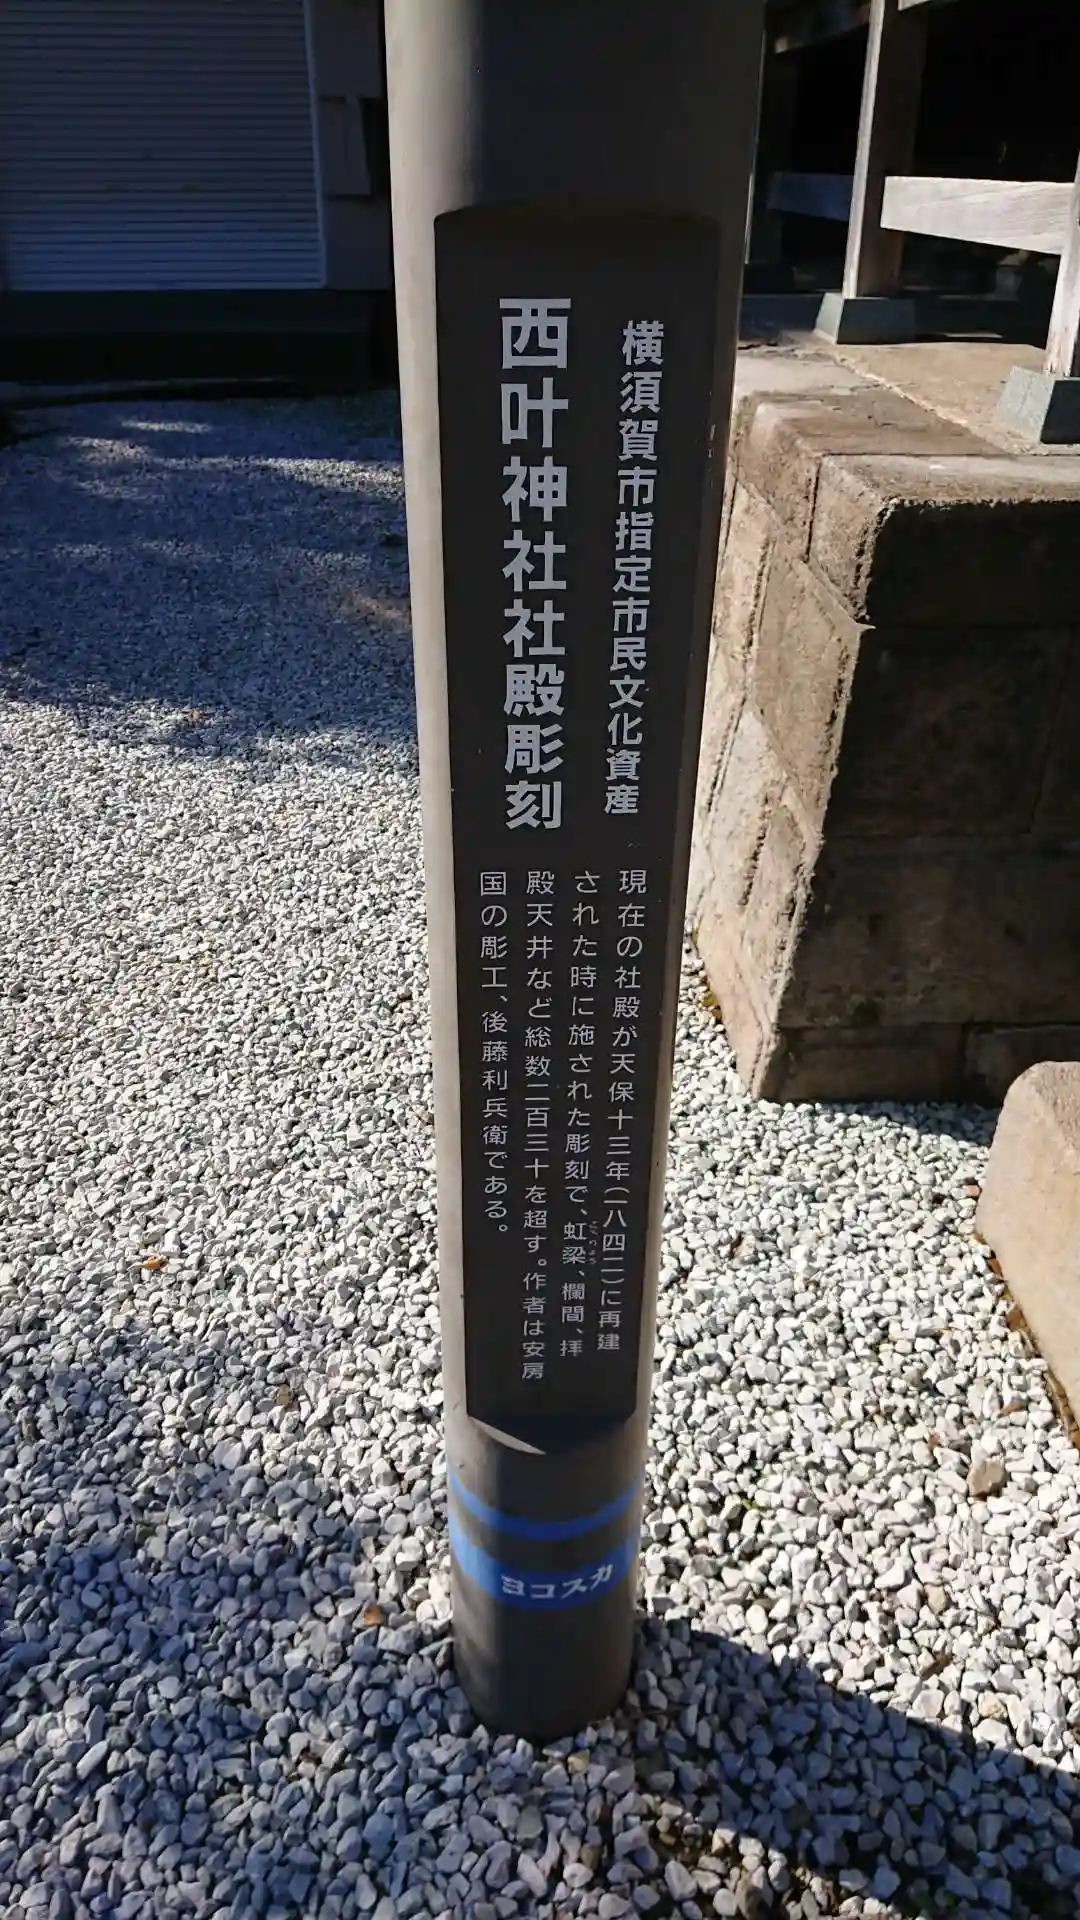 横須賀市指定市民文化資産
西叶神社社殿彫刻
現在の社殿が天保十三年(一八四二)に再建
された時に施された彫刻で、虹梁、欄間、拝
殿天井など総数二百三十を超す。作者は安房
国の彫工、後藤利兵衛である。
ヨコスカ